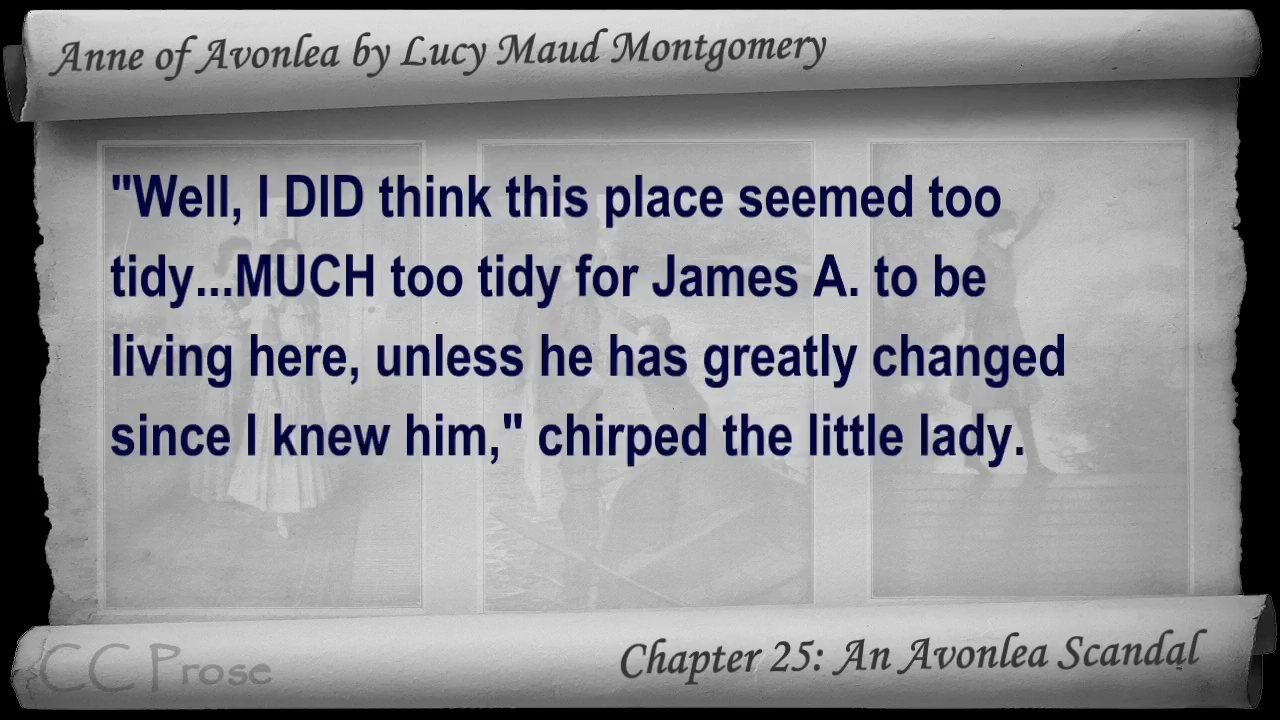 Anne of Avonlea by Lucy Maud Montgomery
"Well, I DID think this place seemed too
tidy...MUCH too tidy for James A. to be
living here, unless he has greatly changed
since I knew him," chirped the little lady.
CC Prose
Chapter 25: An Avonlea Scandal